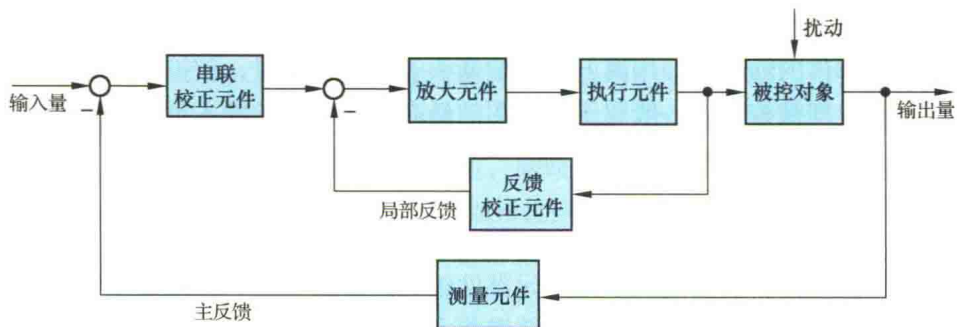 扰动
串联
校正元件
放大元件
执行元件
被控对象
输入量
输出量
反馈
校正元件
局部反馈
测量元件
主反馈